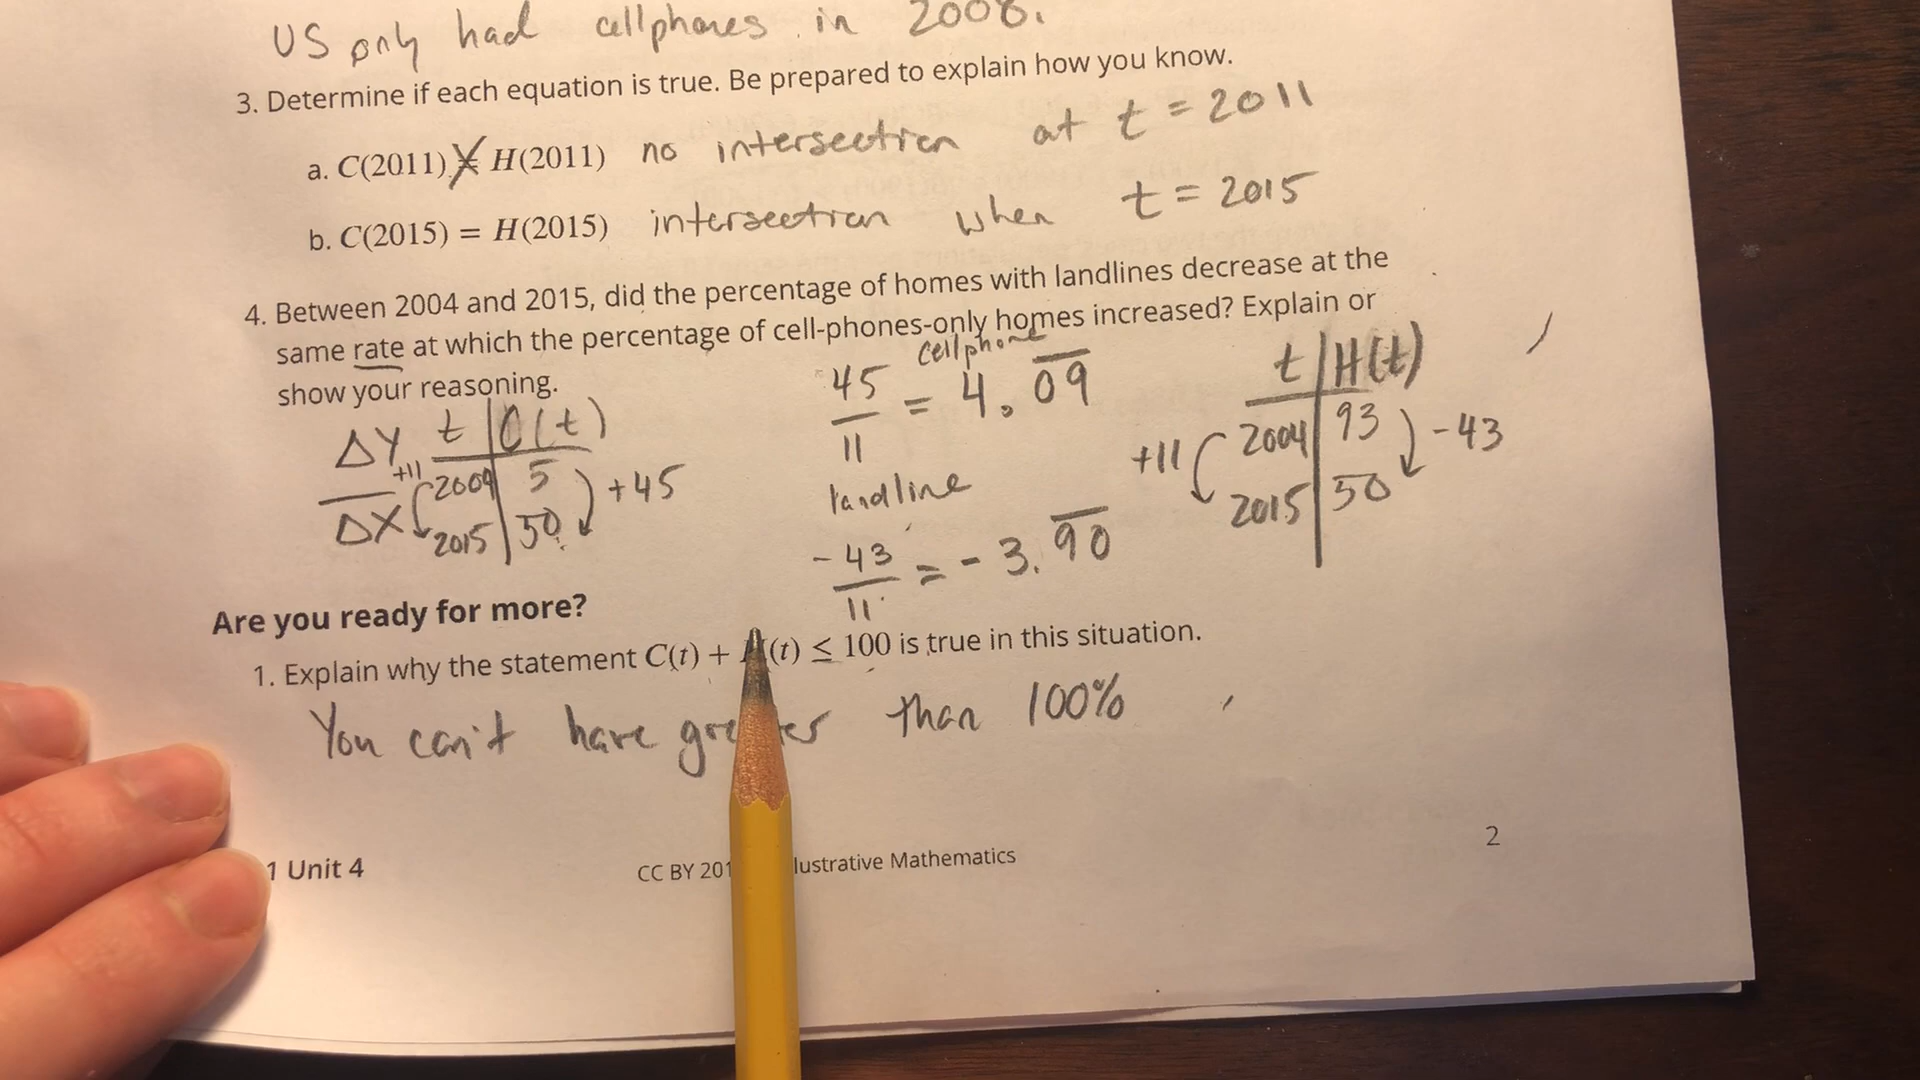 US only had cellphones in 2008.
3. Determine if each equation is true. Be prepared to explain how you know.
a. C(2011) ≠ H(2011) no intersection at t = 2011
b. C(2015) = H(2015) intersection when t = 2015
4. Between 2004 and 2015, did the percentage of homes with landlines decrease at the
same rate at which the percentage of cell-phones-only homes increased? Explain or
show your reasoning.
ΔY
ΔX
t | C(t)
+11 2004 | 5 +45
2015 | 50
cellphone
45/11 = 4.0̅9̅
landline
-43/11 = -3.9̅0̅
t | H(t)
+11 2004 | 93 -43
2015 | 50
Are you ready for more?
1. Explain why the statement C(t) + (t) ≤ 100 is true in this situation.
You can't have greater than 100%
1 Unit 4
CC BY
Mathematics
2